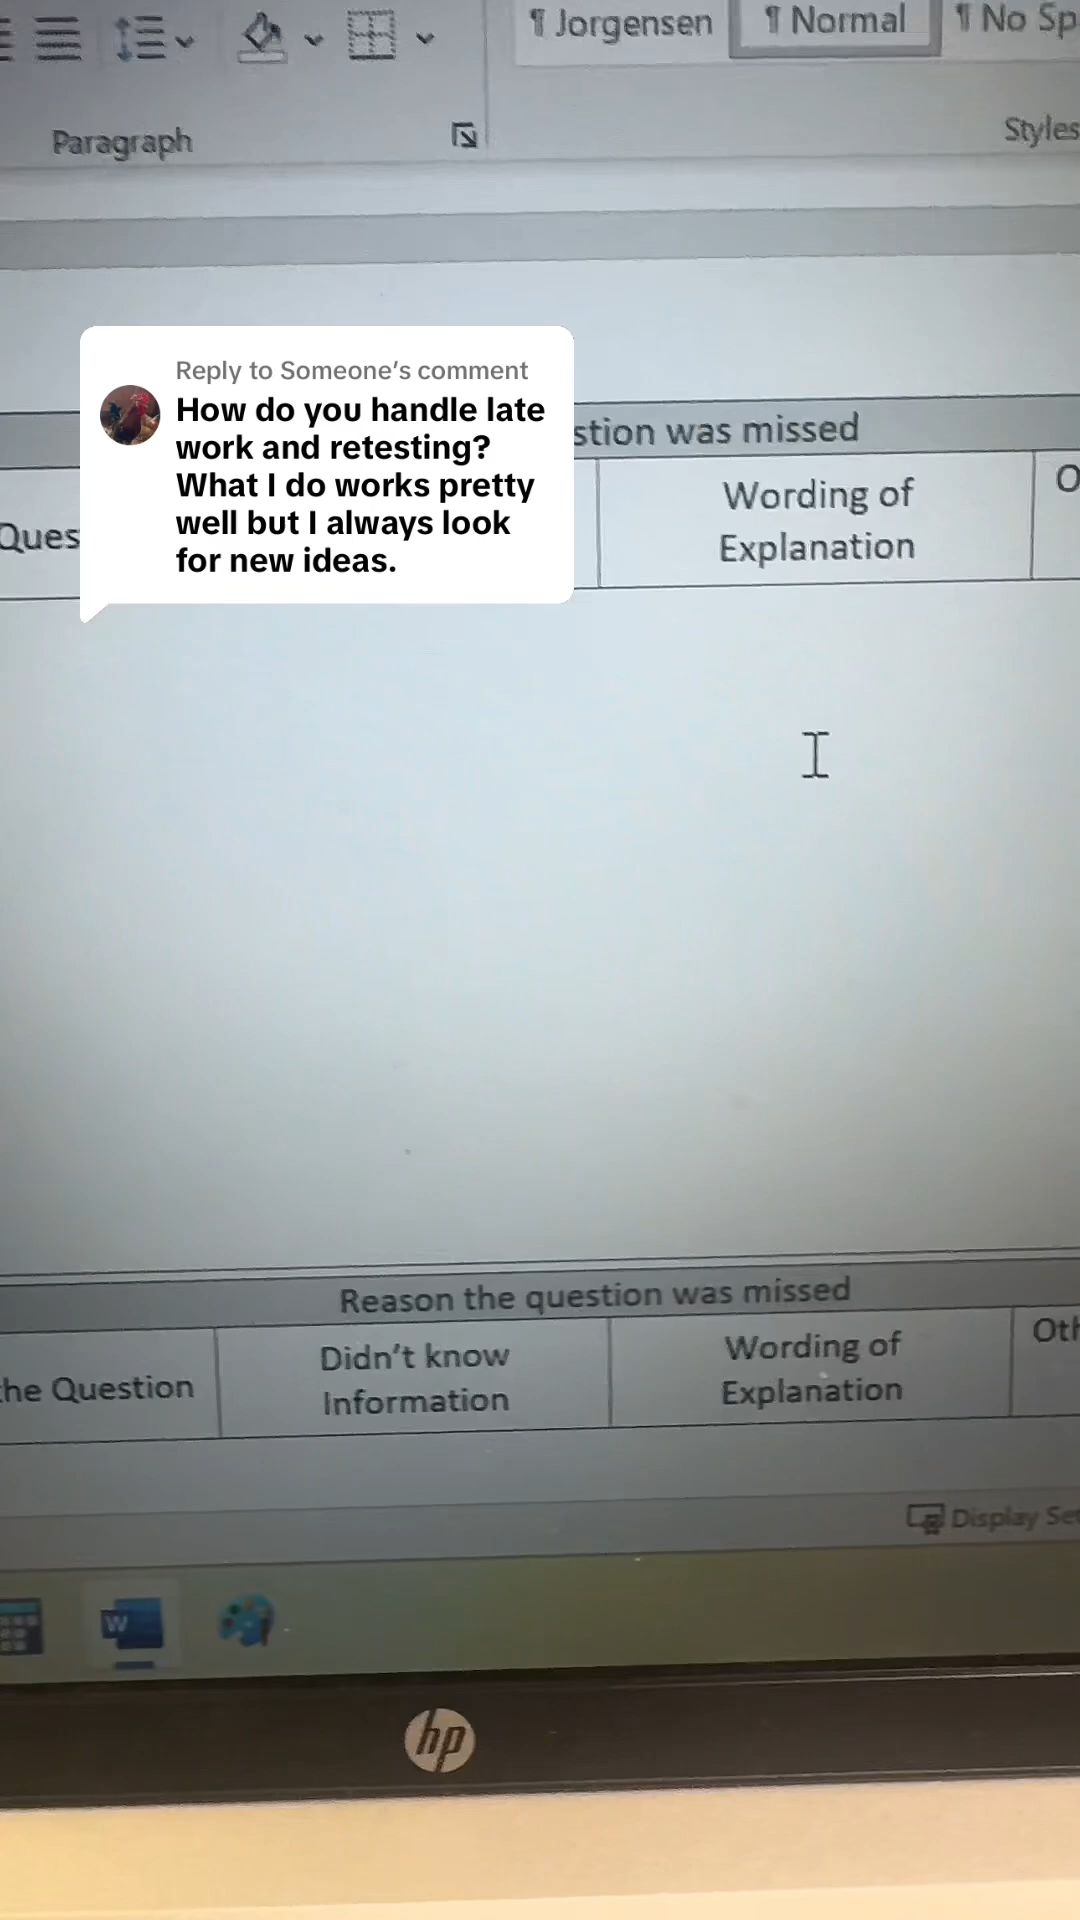 ¶ Jorgensen
¶ Normal
¶ No Sp
Paragraph
Styles
Reply to Someone's comment
How do you handle late
work and retesting?
What I do works pretty
well but I always look
for new ideas.
stion was missed
Ques
Wording of
Explanation
O
Reason the question was missed
he Question
Didn't know
Information
Wording of
Explanation
Oth
Display Set
W
hp